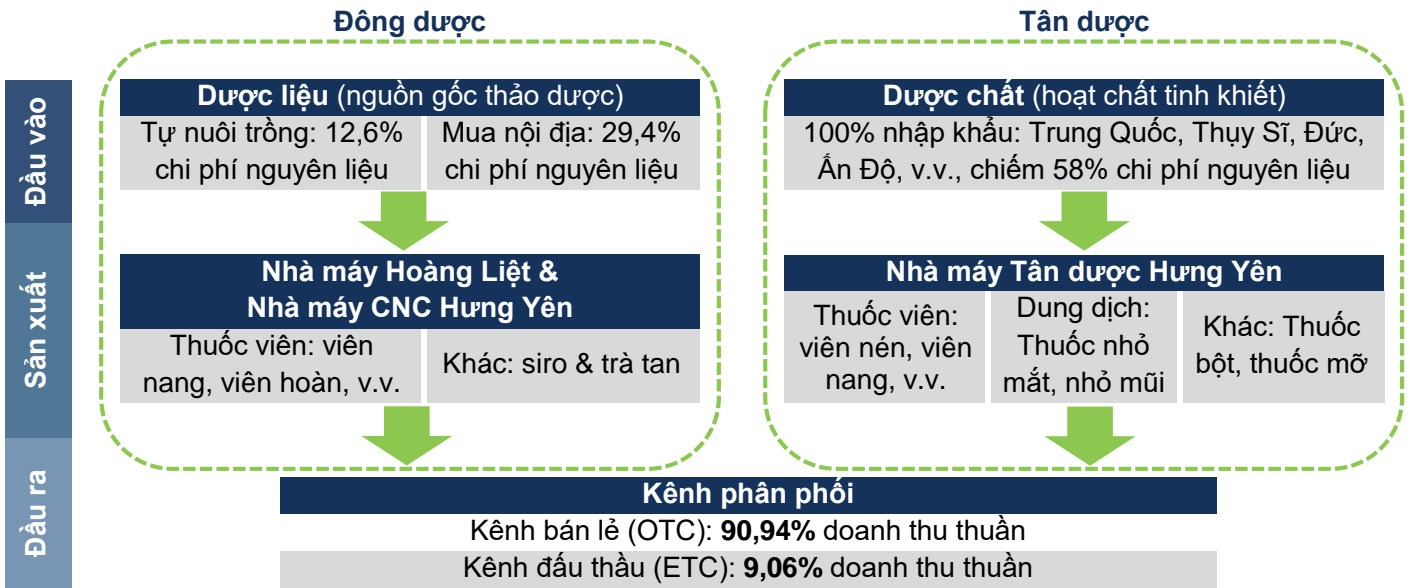 Đông dược
Tân dược
Đầu vào
Dược liệu (nguồn gốc thảo dược)
Tự nuôi trồng: 12,6%
chi phí nguyên liệu
Mua nội địa: 29,4%
chi phí nguyên liệu
Dược chất (hoạt chất tinh khiết)
100% nhập khẩu: Trung Quốc, Thụy Sĩ, Đức,
Ấn Độ, v.v., chiếm 58% chi phí nguyên liệu
Sản xuất
Nhà máy Hoàng Liệt &
Nhà máy CNC Hưng Yên
Thuốc viên: viên
nang, viên hoàn, v.v.
Khác: siro & trà tan
Nhà máy Tân dược Hưng Yên
Thuốc viên:
viên nén, viên
nang, v.v.
Dung dịch:
Thuốc nhỏ
mắt, nhỏ mũi
Khác: Thuốc
bột, thuốc mỡ
Đầu ra
Kênh phân phối
Kênh bán lẻ (OTC): 90,94% doanh thu thuần
Kênh đấu thầu (ETC): 9,06% doanh thu thuần